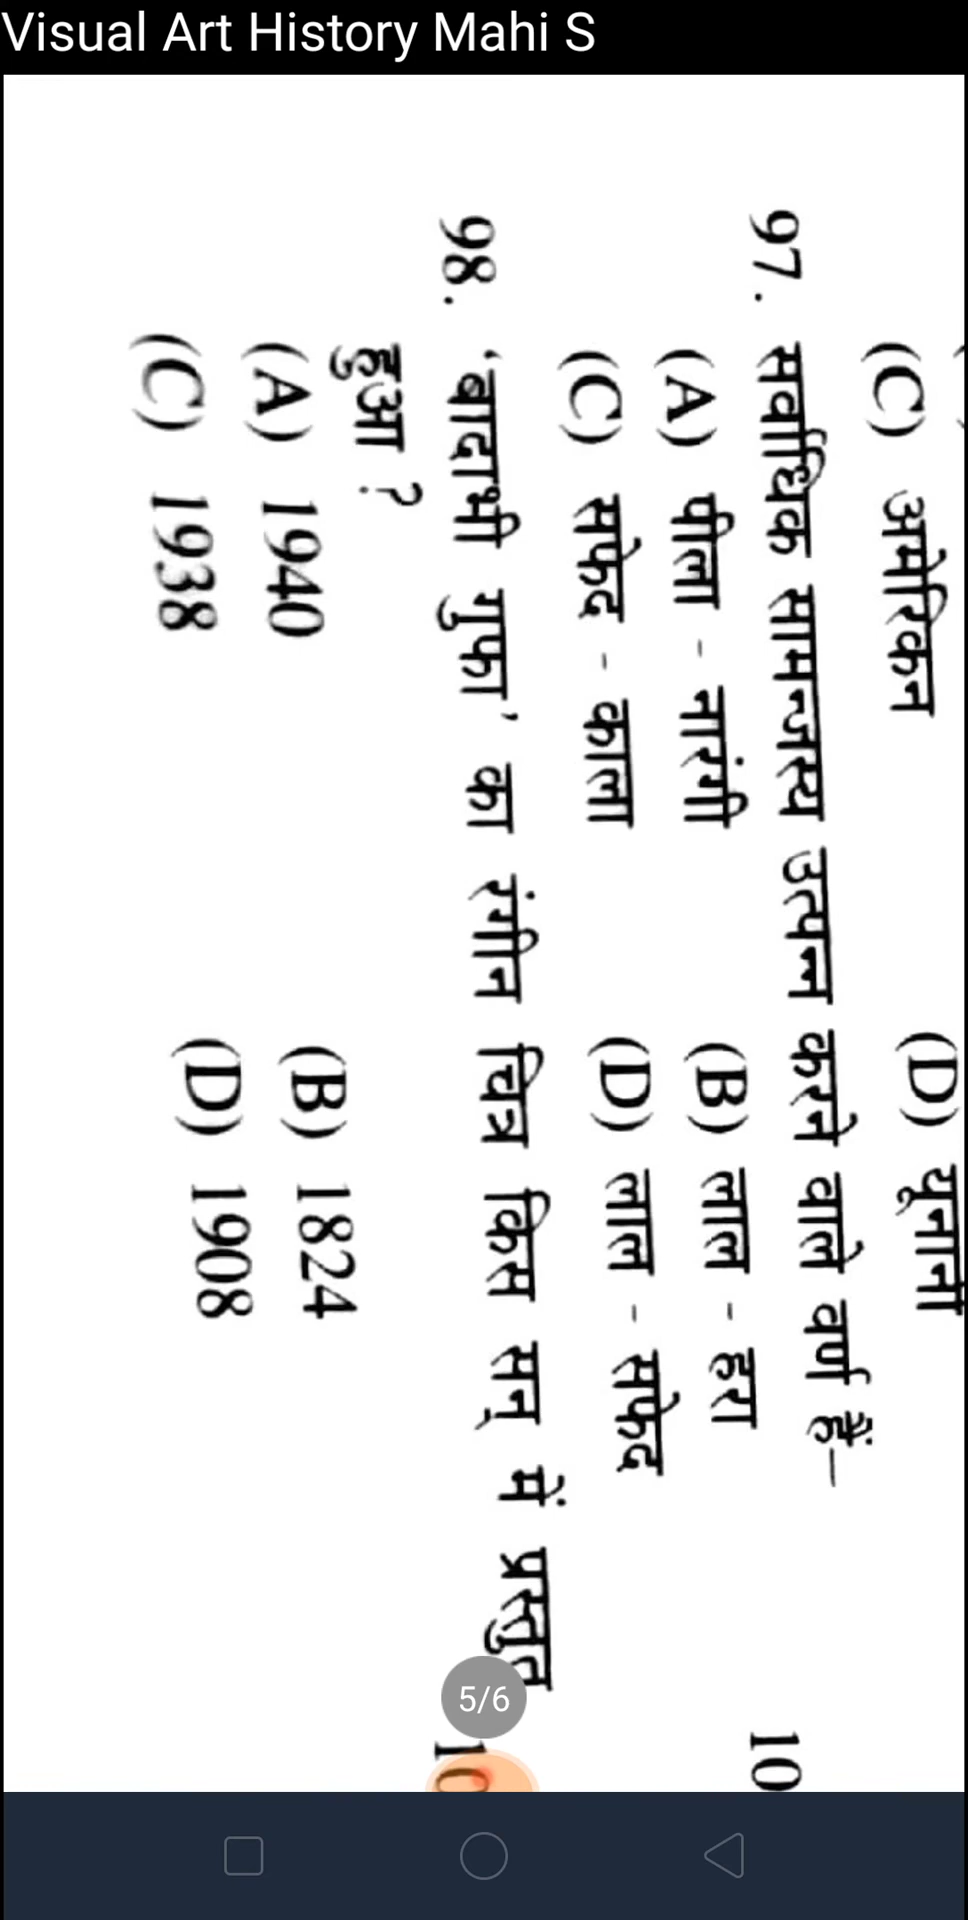 Visual Art History Mahi S
(C) अमेरिकन (D) यूनानी
97. सर्वाधिक सामन्जस्य उत्पन्न करने वाले वर्ण हैं– 10
(A) पीला - नारंगी (B) लाल - हरा
(C) सफेद - काला (D) लाल - सफेद
98. 'बादाभी गुफा' का रंगीन चित्र किस सन् में प्रस्तुत 10
हुआ ?
(A) 1940 (B) 1824
(C) 1938 (D) 1908
5/6